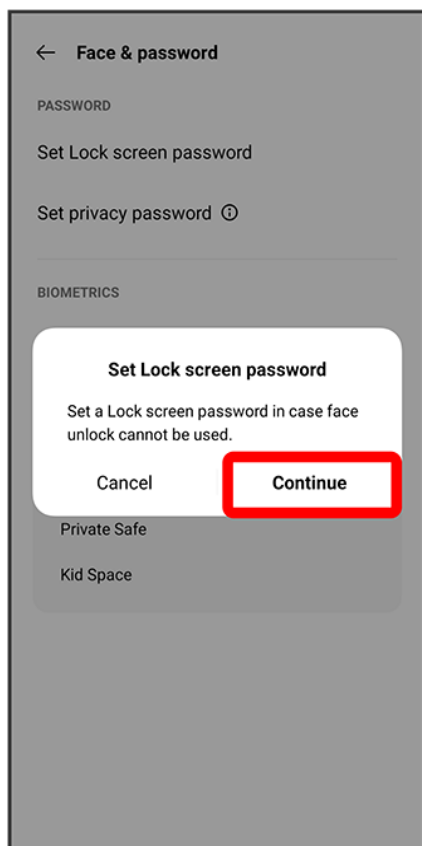 Face & password
PASSWORD
Set Lock screen password
Set privacy password
BIOMETRICS
Set Lock screen password
Set a Lock screen password in case face
unlock cannot be used.
Cancel Continue
Private Safe
Kid Space